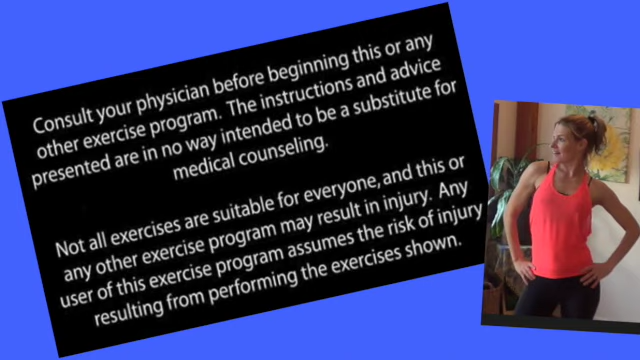 Consult your physician before beginning this or any
other exercise program. The instructions and advice
presented are in no way intended to be a substitute for
medical counseling.
Not all exercises are suitable for everyone, and this or
any other exercise program may result in injury. Any
user of this exercise program assumes the risk of injury
resulting from performing the exercises shown.